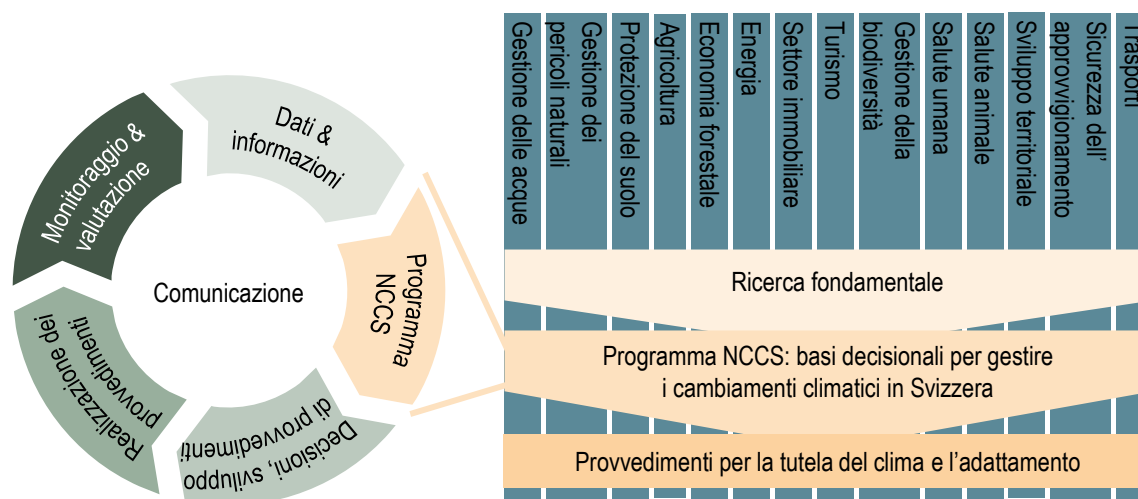 Dati &
informazioni
Programma
NCCS
Decisioni, sviluppo
di provvedimenti
Realizzazione dei
provvedimenti
Monitoraggio &
valutazione
Comunicazione
Gestione delle acque
Gestione dei
pericoli naturali
Protezione del suolo
Agricoltura
Economia forestale
Energia
Settore immobiliare
Turismo
Gestione della
biodiversità
Salute umana
Salute animale
Sviluppo territoriale
Sicurezza dell'
approvvigionamento
Trasporti
Ricerca fondamentale
Programma NCCS: basi decisionali per gestire
i cambiamenti climatici in Svizzera
Provvedimenti per la tutela del clima e l'adattamento